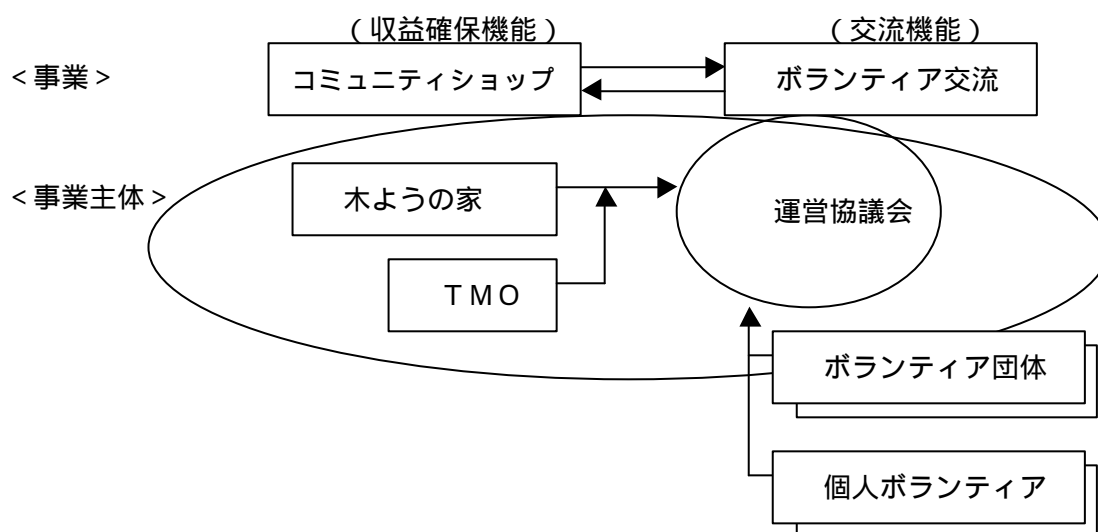 (収益確保機能) (交流機能)
<事業> コミュニティショップ ボランティア交流
<事業主体> 木ようの家 運営協議会
TMO
ボランティア団体
個人ボランティア